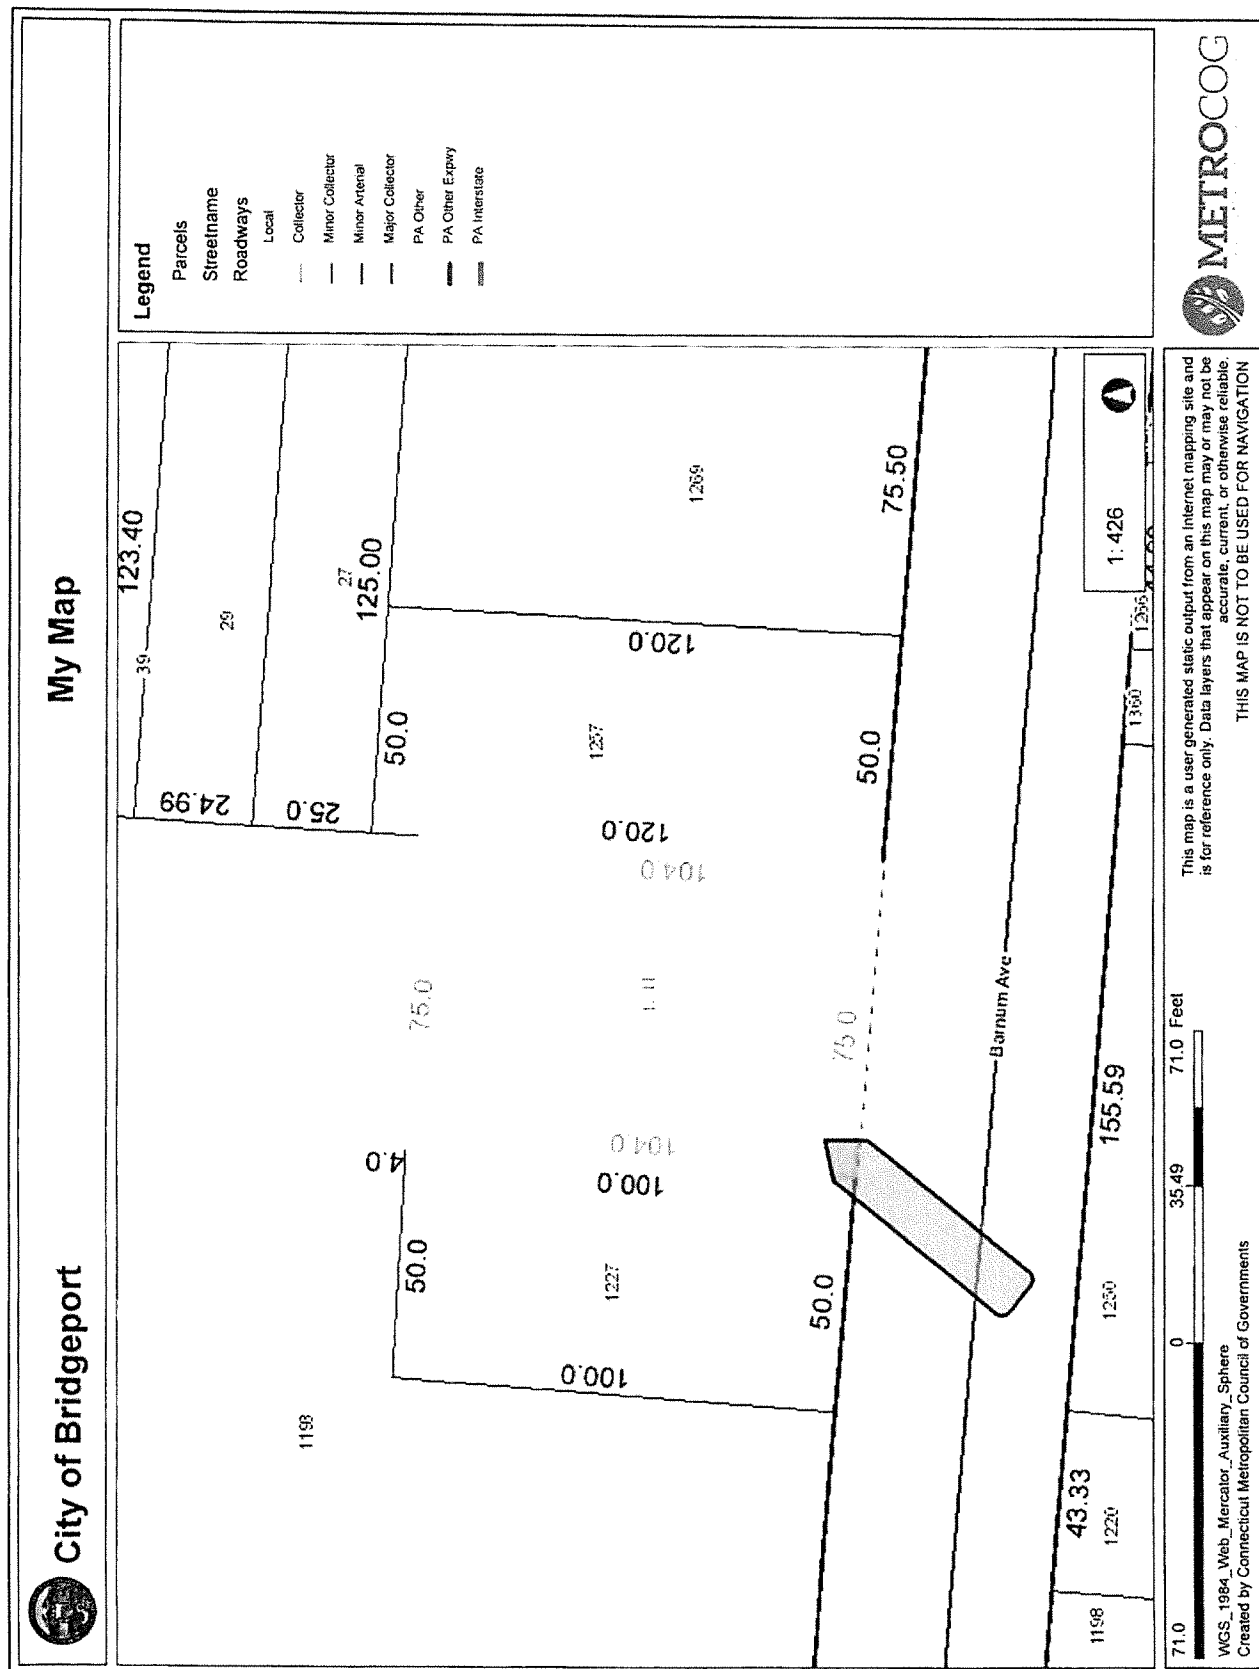 City of Bridgeport
My Map
1193
39
123.40
24.99
29
25.0
27
125.00
50.0
4.0
50.0
75.0
100.0
1227
100.0
104.0
104.0
120.0
1257
120.0
1269
50.0
75.0
50.0
75.50
Barnum Ave
43.33
155.59
1198
1220
1250
1360
1266
1: 426
Legend
Parcels
Streetname
Roadways
Local
Collector
Minor Collector
Minor Arterial
Major Collector
PA Other
PA Other Expwy
PA Interstate
71.0
0
35.49
71.0 Feet
WGS_1984_Web_Mercator_Auxiliary_Sphere
Created by Connecticut Metropolitan Council of Governments
This map is a user generated static output from an Internet mapping site and
is for reference only. Data layers that appear on this map may or may not be
accurate, current, or otherwise reliable.
THIS MAP IS NOT TO BE USED FOR NAVIGATION
METROCOG